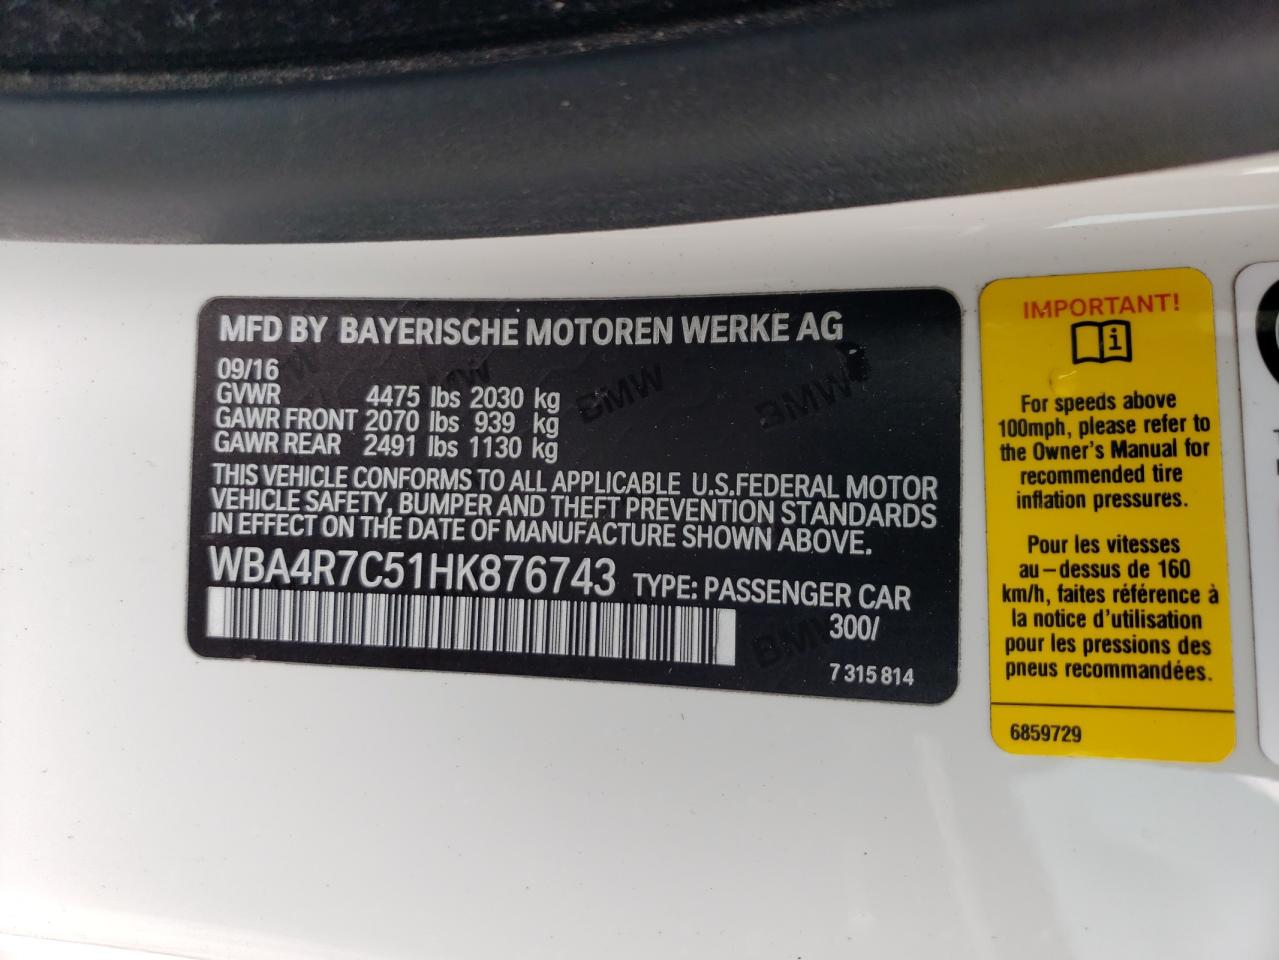 MFD BY BAYERISCHE MOTOREN WERKE AG
09/16
GVWR 4475 lbs 2030 kg
GAWR FRONT 2070 lbs 939 kg
GAWR REAR 2491 lbs 1130 kg
THIS VEHICLE CONFORMS TO ALL APPLICABLE U.S.FEDERAL MOTOR
VEHICLE SAFETY, BUMPER AND THEFT PREVENTION STANDARDS
IN EFFECT ON THE DATE OF MANUFACTURE SHOWN ABOVE.
WBA4R7C51HK876743 TYPE: PASSENGER CAR
300/
7 315 814
BMW
BMW
BMW
BMW
IMPORTANT!
For speeds above
100mph, please refer to
the Owner's Manual for
recommended tire
inflation pressures.
Pour les vitesses
au-dessus de 160
km/h, faites référence à
la notice d'utilisation
pour les pressions des
pneus recommandées.
6859729